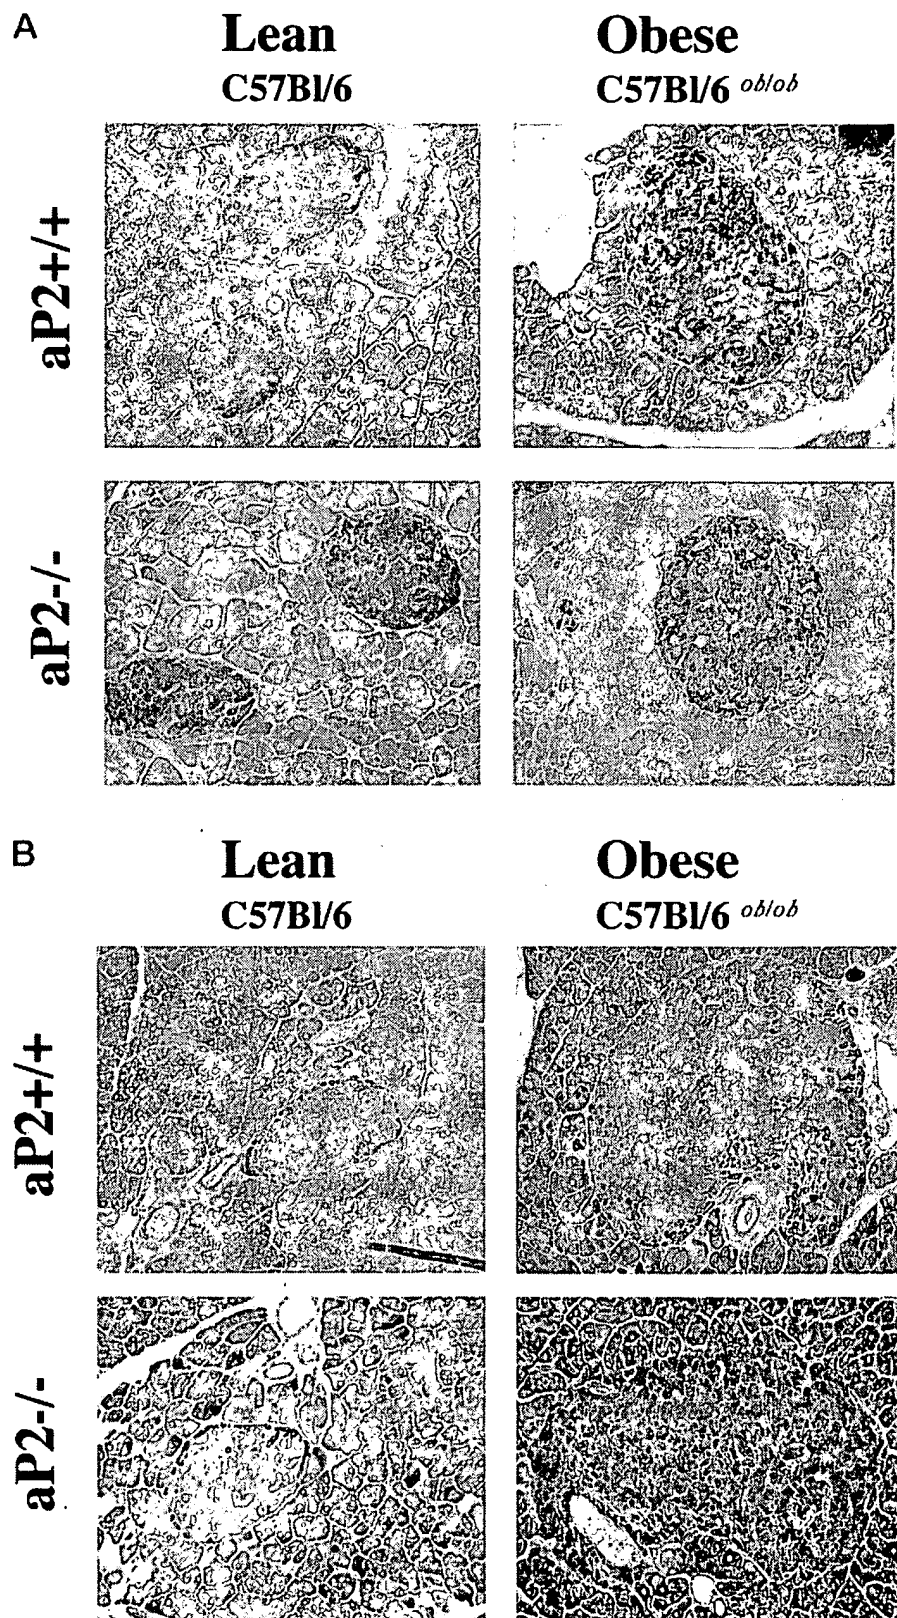 A
Lean
Obese
C57Bl/6
C57Bl/6 ob/ob
aP2+/+
aP2-/-
B
Lean
Obese
C57Bl/6
C57Bl/6 ob/ob
aP2+/+
aP2-/-